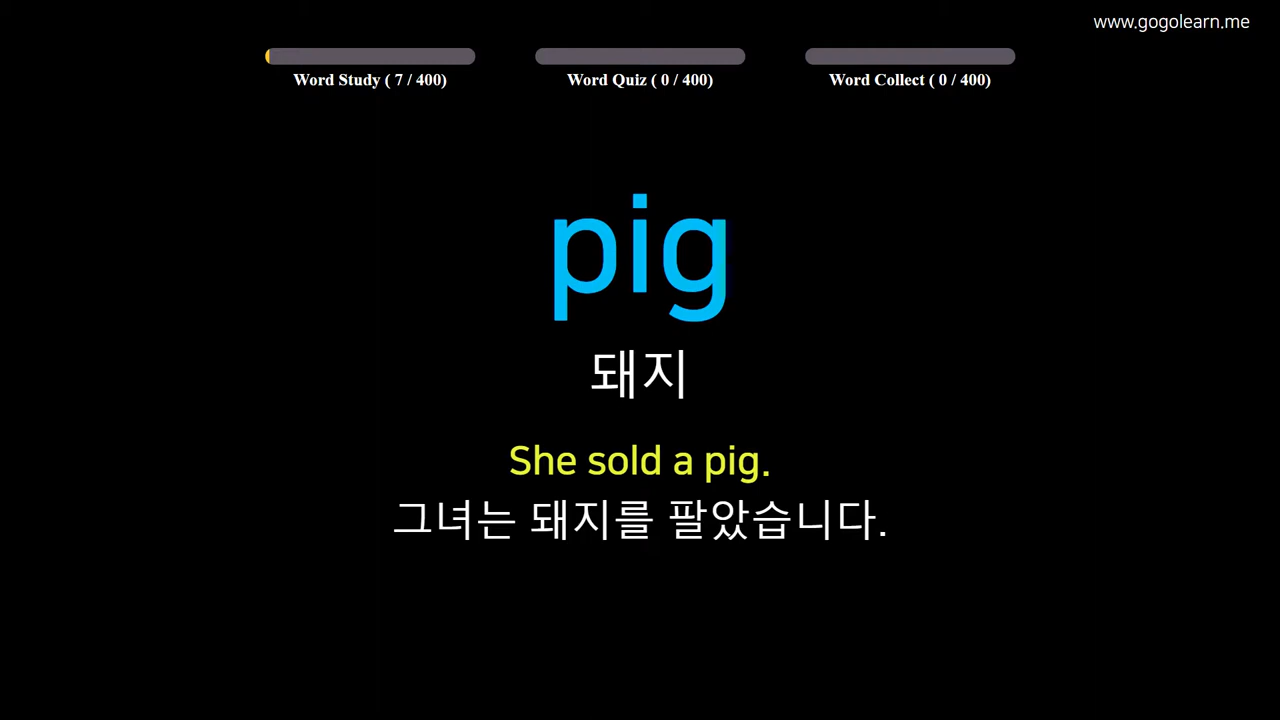 www.gogolearn.me
Word Study ( 7 / 400)
Word Quiz ( 0 / 400)
Word Collect ( 0 / 400)
pig
돼지
She sold a pig.
그녀는 돼지를 팔았습니다.